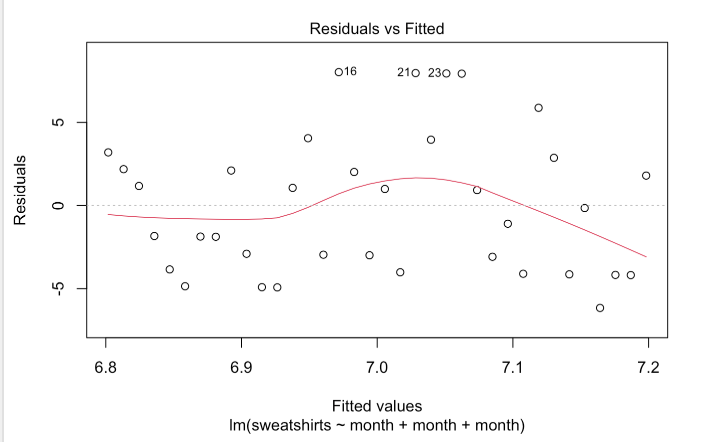 Residuals vs Fitted
16
21
23
5
0
-5
Residuals
6.8
6.9
7.0
7.1
7.2
Fitted values
lm(sweatshirts ~ month + month + month)